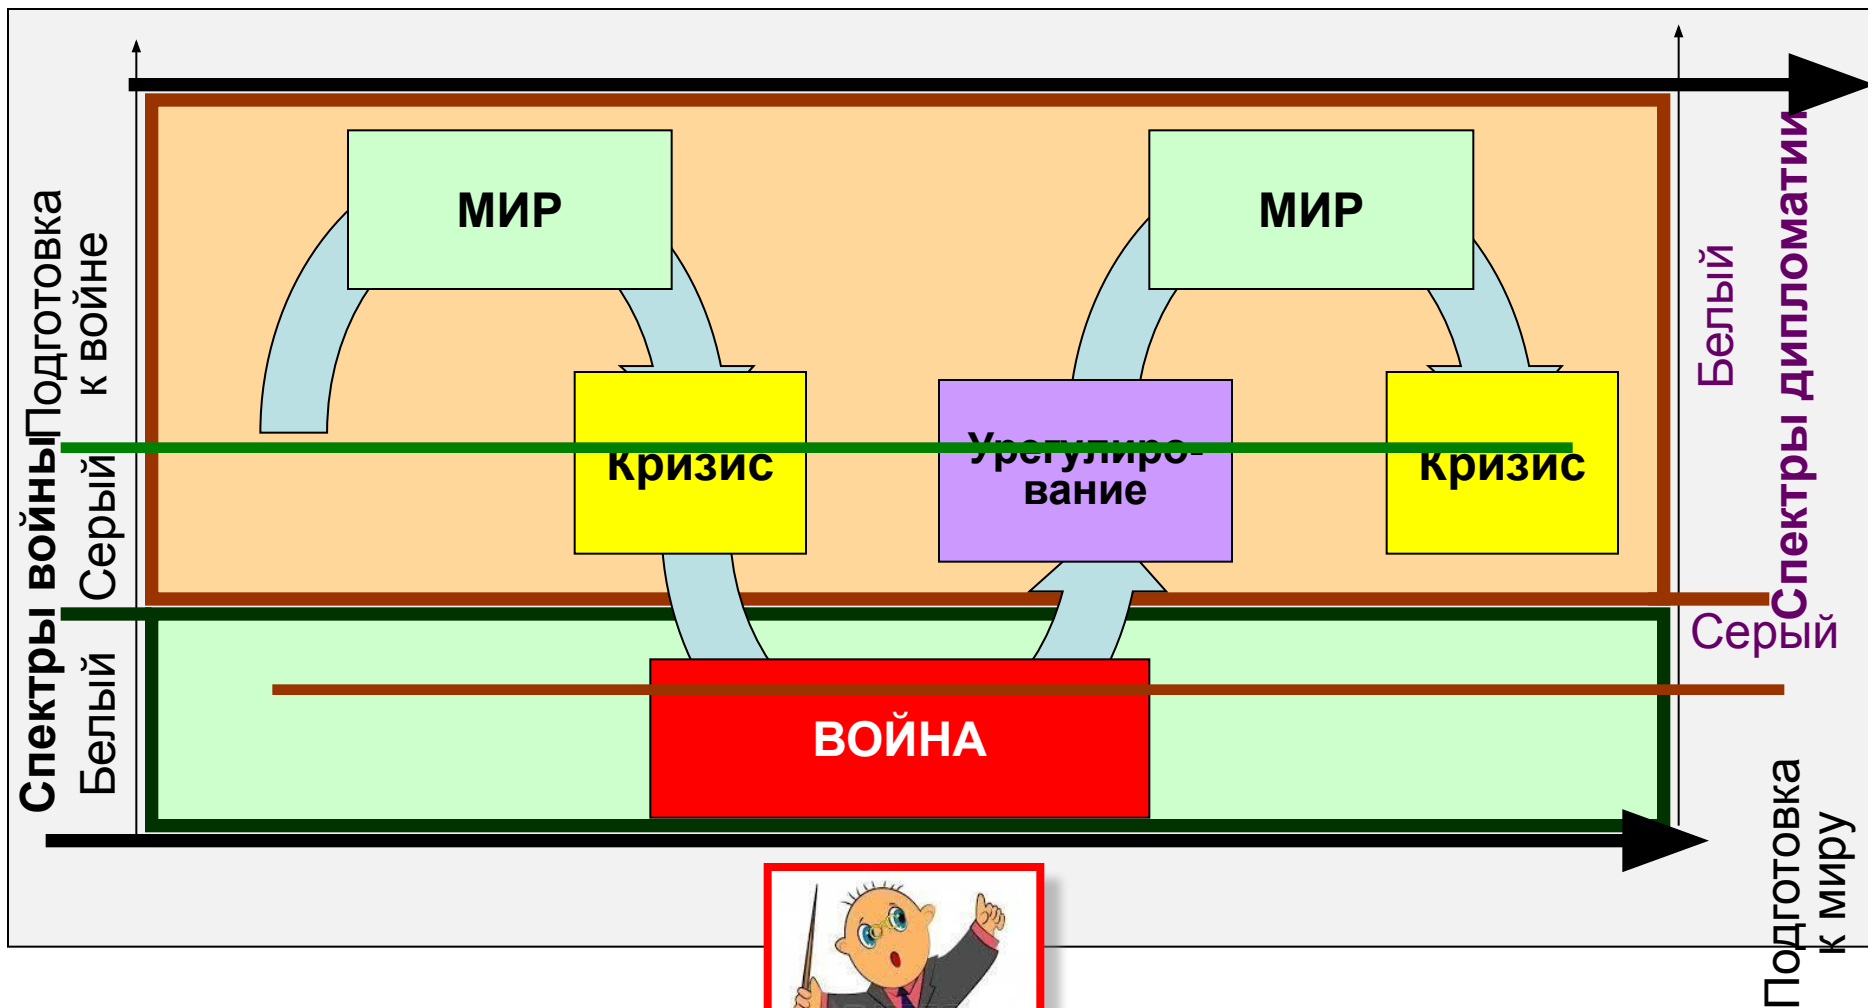 Спектры войны
Подготовка
к войне
Серый
Белый
МИР
Кризис
ВОЙНА
Урегулиро-
вание
МИР
Кризис
Спектры дипломатии
Белый
Серый
Подготовка
к миру